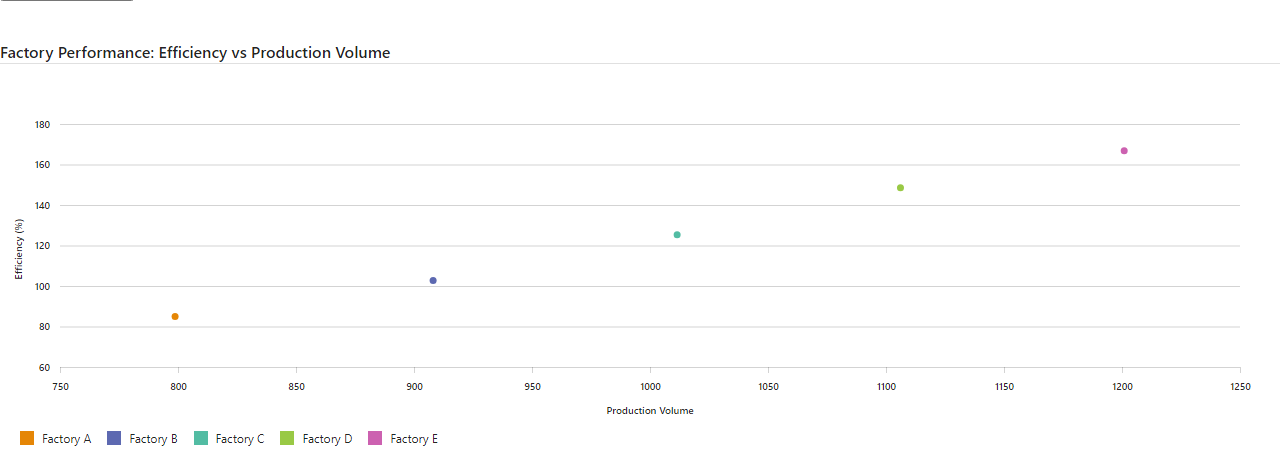 Factory Performance: Efficiency vs Production Volume
180
160
140
120
100
80
60
Efficiency (%)
750 800 850 900 950 1000 1050 1100 1150 1200 1250
Production Volume
Factory A Factory B Factory C Factory D Factory E